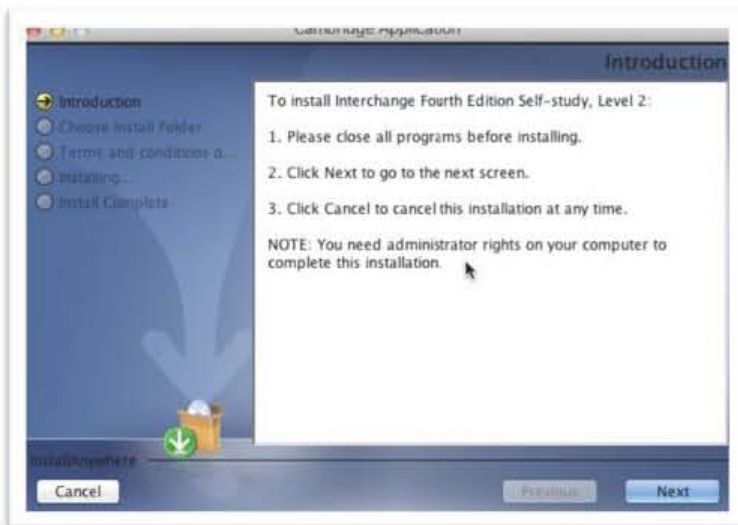 Cambridge Application
Introduction
Introduction
Choose Install Folder
Terms and conditions o...
Installing...
Install Complete
To install Interchange Fourth Edition Self-study, Level 2:
1. Please close all programs before installing.
2. Click Next to go to the next screen.
3. Click Cancel to cancel this installation at any time.
NOTE: You need administrator rights on your computer to
complete this installation.
InstallAnywhere
Cancel
Previous
Next